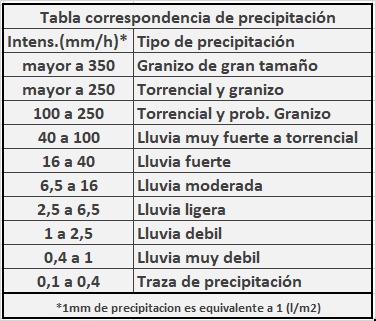 Tabla correspondencia de precipitación
Intens.(mm/h)* Tipo de precipitación
mayor a 350 Granizo de gran tamaño
mayor a 250 Torrencial y granizo
100 a 250 Torrencial y prob. Granizo
40 a 100 Lluvia muy fuerte a torrencial
16 a 40 Lluvia fuerte
6,5 a 16 Lluvia moderada
2,5 a 6,5 Lluvia ligera
1 a 2,5 Lluvia debil
0,4 a 1 Lluvia muy debil
0,1 a 0,4 Traza de precipitación
*1mm de precipitacion es equivalente a 1 (l/m2)